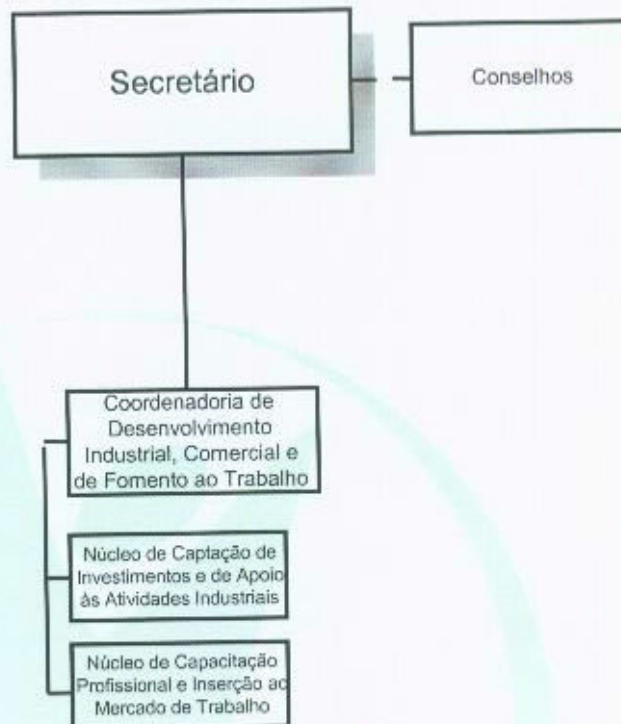 Secretário
Conselhos
Coordenadoria de
Desenvolvimento
Industrial, Comercial e
de Fomento ao Trabalho
Núcleo de Captação de
Investimentos e de Apoio
às Atividades Industriais
Núcleo de Capacitação
Profissional e Inserção ao
Mercado de Trabalho